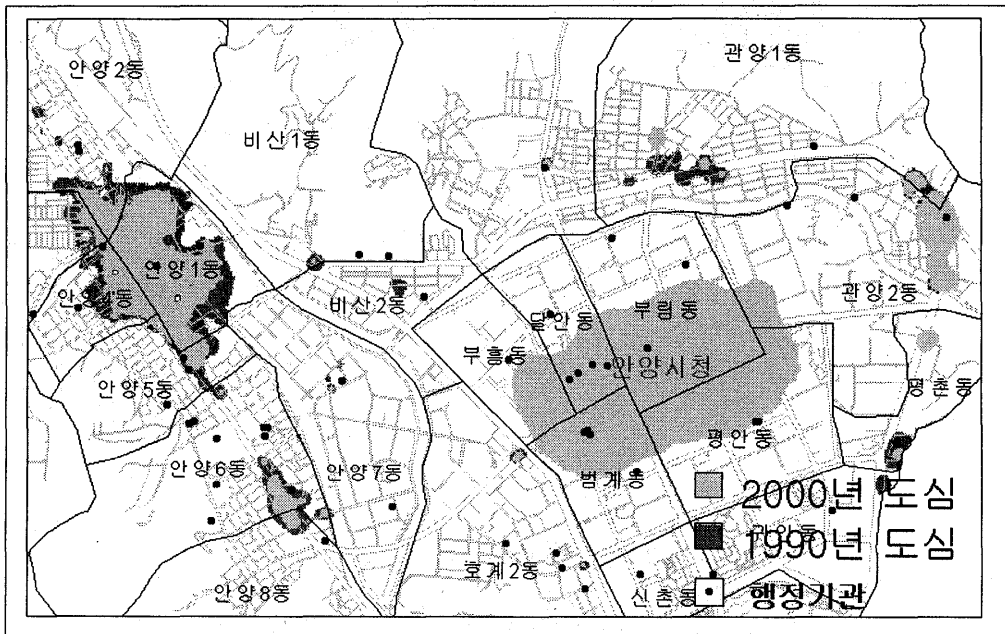 안양2동
관양1동
비산1동
안양1동
안양4동
비산2동
달안동
부림동
관양2동
부흥동
안양시청
안양5동
평촌동
평안동
안양6동
안양7동
범계동
2000년 도심
1990년 도심
호계2동
안양8동
신촌동
행정기관